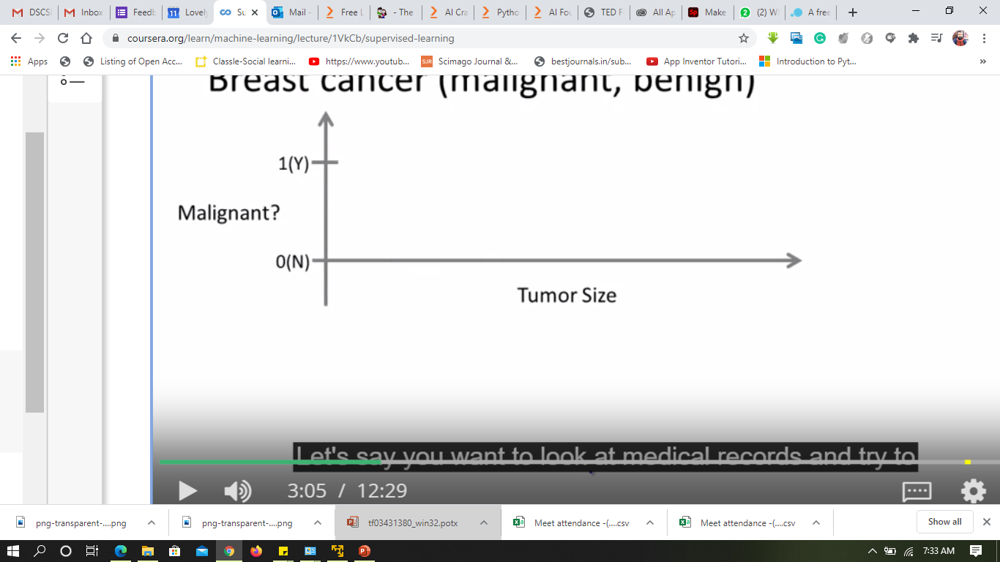 DSCSI
Inbox
Feedb
11 Lovely
Su
Mail -
Free L
- The
AI Cra
Pytho
AI Fou
TED F
All Ap
Sp Make
2 (2) W
A free
coursera.org/learn/machine-learning/lecture/1VkCb/supervised-learning
Apps
Listing of Open Acc...
Classle-Social learni...
https://www.youtub...
SJR Scimago Journal &...
bestjournals.in/sub...
App Inventor Tutori...
Introduction to Pyt...
»
Breast cancer (malignant, benign)
1(Y)
Malignant?
0(N)
Tumor Size
Let's say you want to look at medical records and try to
3:05 / 12:29
png-transparent-....png
png-transparent-....png
tf03431380_win32.potx
Meet attendance -(....csv
Meet attendance -(....csv
Show all
7:33 AM